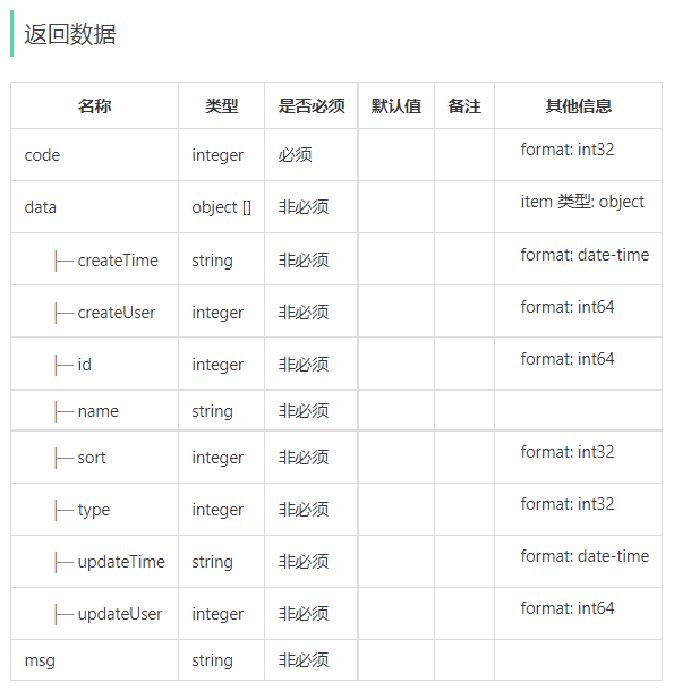 返回数据
名称 类型 是否必须 默认值 备注 其他信息
code integer 必须 format: int32
data object [] 非必须 item 类型: object
├─ createTime string 非必须 format: date-time
├─ createUser integer 非必须 format: int64
├─ id integer 非必须 format: int64
├─ name string 非必须
├─ sort integer 非必须 format: int32
├─ type integer 非必须 format: int32
├─ updateTime string 非必须 format: date-time
├─ updateUser integer 非必须 format: int64
msg string 非必须